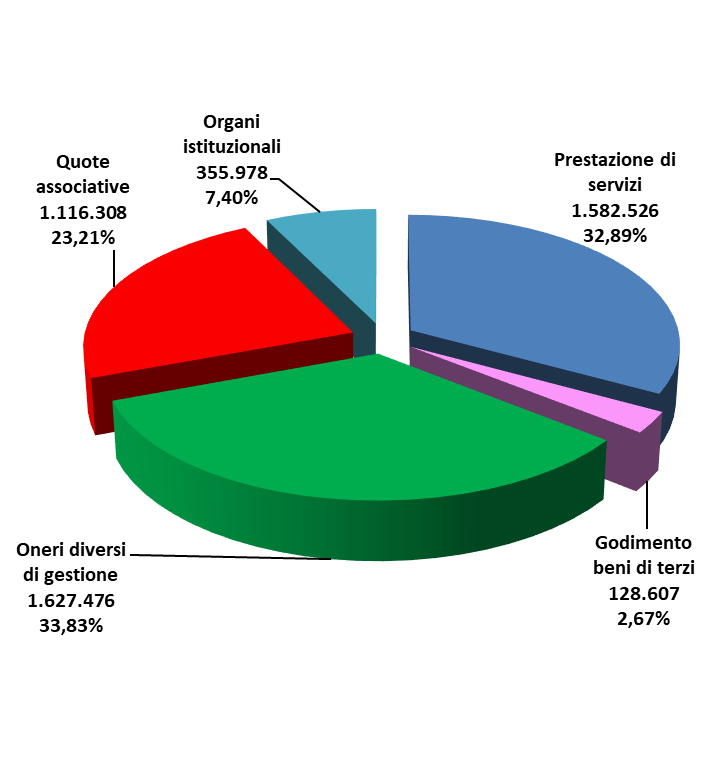 Organi
istituzionali
355.978
7,40%
Quote
associative
1.116.308
23,21%
Prestazione di
servizi
1.582.526
32,89%
Oneri diversi
di gestione
1.627.476
33,83%
Godimento
beni di terzi
128.607
2,67%